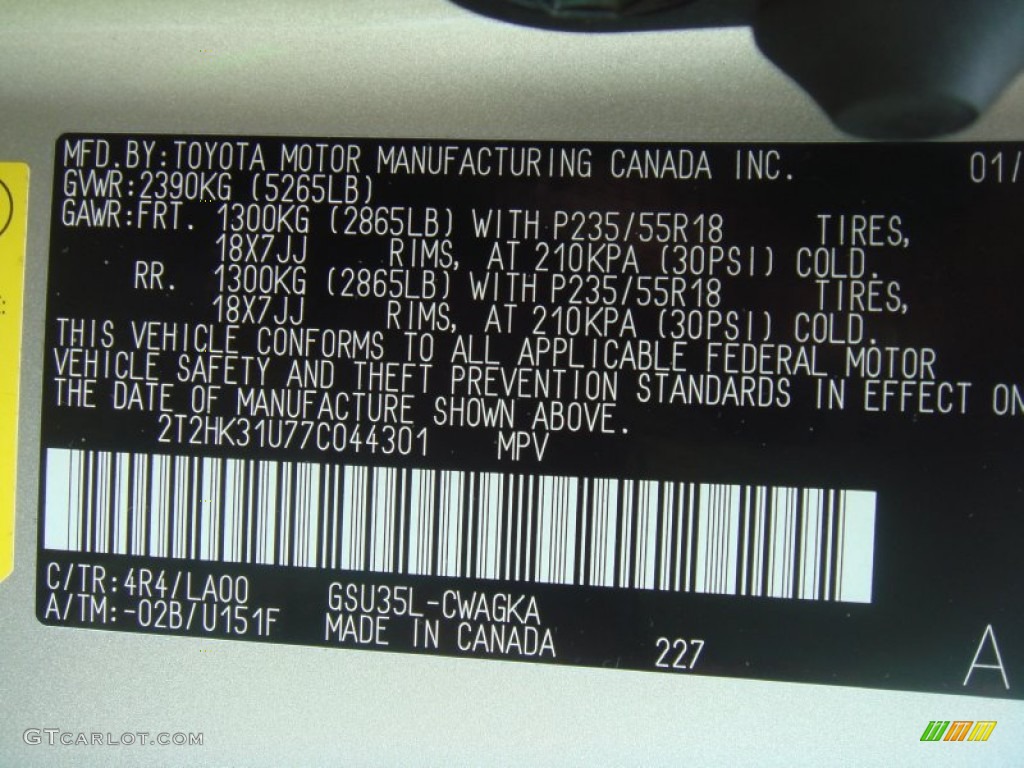 MFD.BY:TOYOTA MOTOR MANUFACTURING CANADA INC. 01/
GVWR:2390KG (5265LB)
GAWR:FRT. 1300KG (2865LB) WITH P235/55R18 TIRES,
18X7JJ RIMS, AT 210KPA (30PSI) COLD.
RR. 1300KG (2865LB) WITH P235/55R18 TIRES,
18X7JJ RIMS, AT 210KPA (30PSI) COLD.
THIS VEHICLE CONFORMS TO ALL APPLICABLE FEDERAL MOTOR
VEHICLE SAFETY AND THEFT PREVENTION STANDARDS IN EFFECT ON
THE DATE OF MANUFACTURE SHOWN ABOVE.
2T2HK31U77C044301 MPV
C/TR:4R4/LA00 GSU35L-CWAGKA
A/TM:-02B/U151F MADE IN CANADA 227 A
GTCARLOT.COM